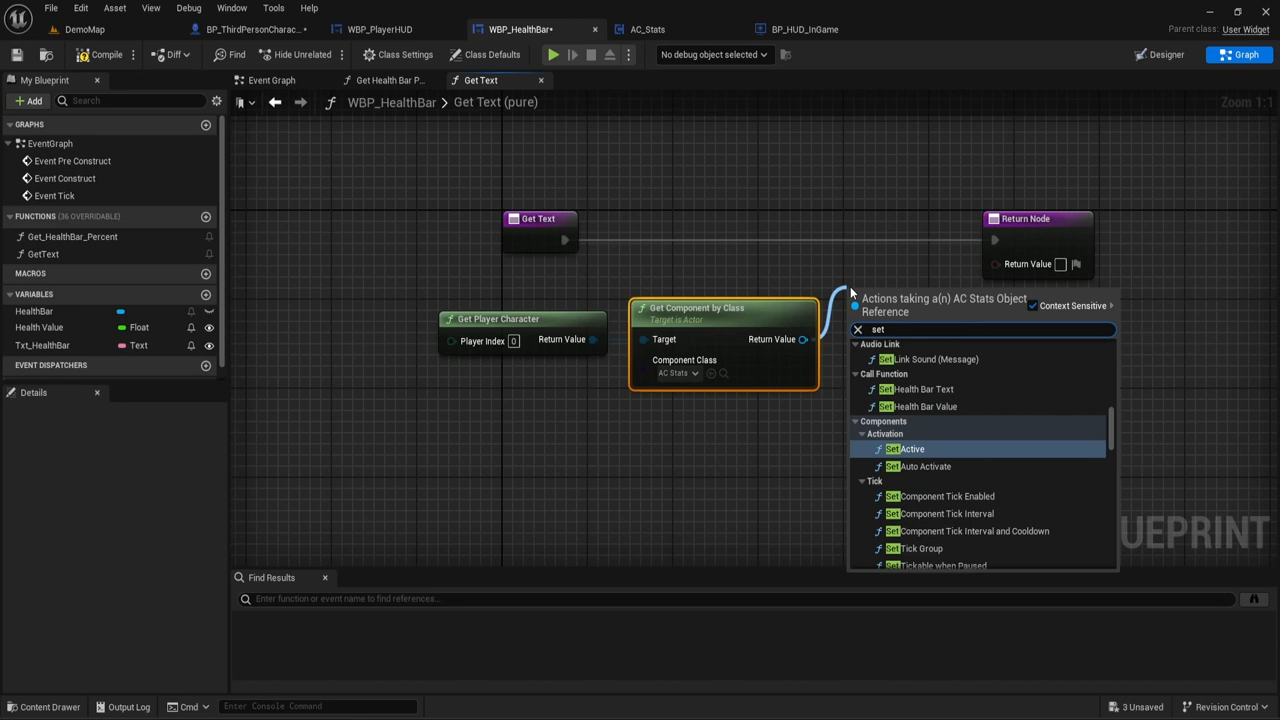 File Edit Asset View Debug Window Tools Help
DemoMap
BP_ThirdPersonCharac...•
WBP_PlayerHUD
WBP_HealthBar•
AC_Stats
BP_HUD_InGame
Parent class: User Widget
Compile
Diff
Find
Hide Unrelated
Class Settings
Class Defaults
No debug object selected
Designer
Graph
My Blueprint
Event Graph
Get Health Bar P...
Get Text
Add
Search
WBP_HealthBar > Get Text (pure)
Zoom 1:1
GRAPHS
EventGraph
Event Pre Construct
Event Construct
Event Tick
FUNCTIONS (36 OVERRIDABLE)
Get_HealthBar_Percent
GetText
MACROS
VARIABLES
HealthBar
Health Value Float
Txt_HealthBar Text
EVENT DISPATCHERS
Details
Get Text
Return Node
Return Value
Get Player Character
Player Index 0 Return Value
Get Component by Class
Target is Actor
Target Return Value
Component Class
AC Stats
Actions taking a(n) AC Stats Object
Reference
Context Sensitive
set
Audio Link
Set Link Sound (Message)
Call Function
Set Health Bar Text
Set Health Bar Value
Components
Activation
Set Active
Set Auto Activate
Tick
Set Component Tick Enabled
Set Component Tick Interval
Set Component Tick Interval and Cooldown
Set Tick Group
Set Tickable when Paused
UEPRINT
Find Results
Enter function or event name to find references...
Content Drawer
Output Log
Cmd
Enter Console Command
3 Unsaved
Revision Control